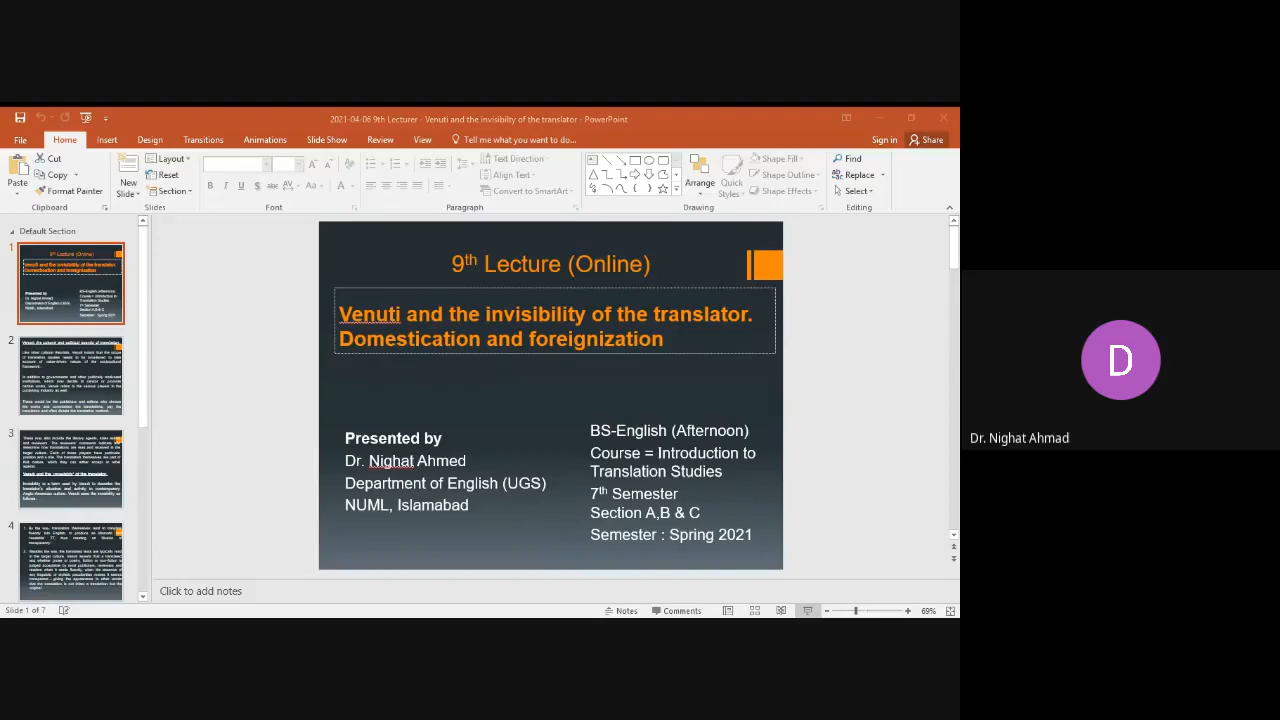 2021-04-06 9th Lecturer - Venuti and the invisibilty of the translator - PowerPoint
File Home Insert Design Transitions Animations Slide Show Review View Tell me what you want to do... Sign in Share
Paste
Cut
Copy
Format Painter
Clipboard
New Slide
Layout
Reset
Section
Slides
Font
Text Direction
Align Text
Convert to SmartArt
Paragraph
Arrange
Quick Styles
Shape Fill
Shape Outline
Shape Effects
Drawing
Find
Replace
Select
Editing
Default Section
1
2
3
4
9th Lecture (Online)
Venuti and the invisibility of the translator.
Domestication and foreignization
Presented by
Dr. Nighat Ahmed
Department of English (UGS)
NUML, Islamabad
BS-English (Afternoon)
Course = Introduction to
Translation Studies
7th Semester
Section A,B & C
Semester : Spring 2021
Click to add notes
Slide 1 of 7
Notes Comments 69%
D
Dr. Nighat Ahmad